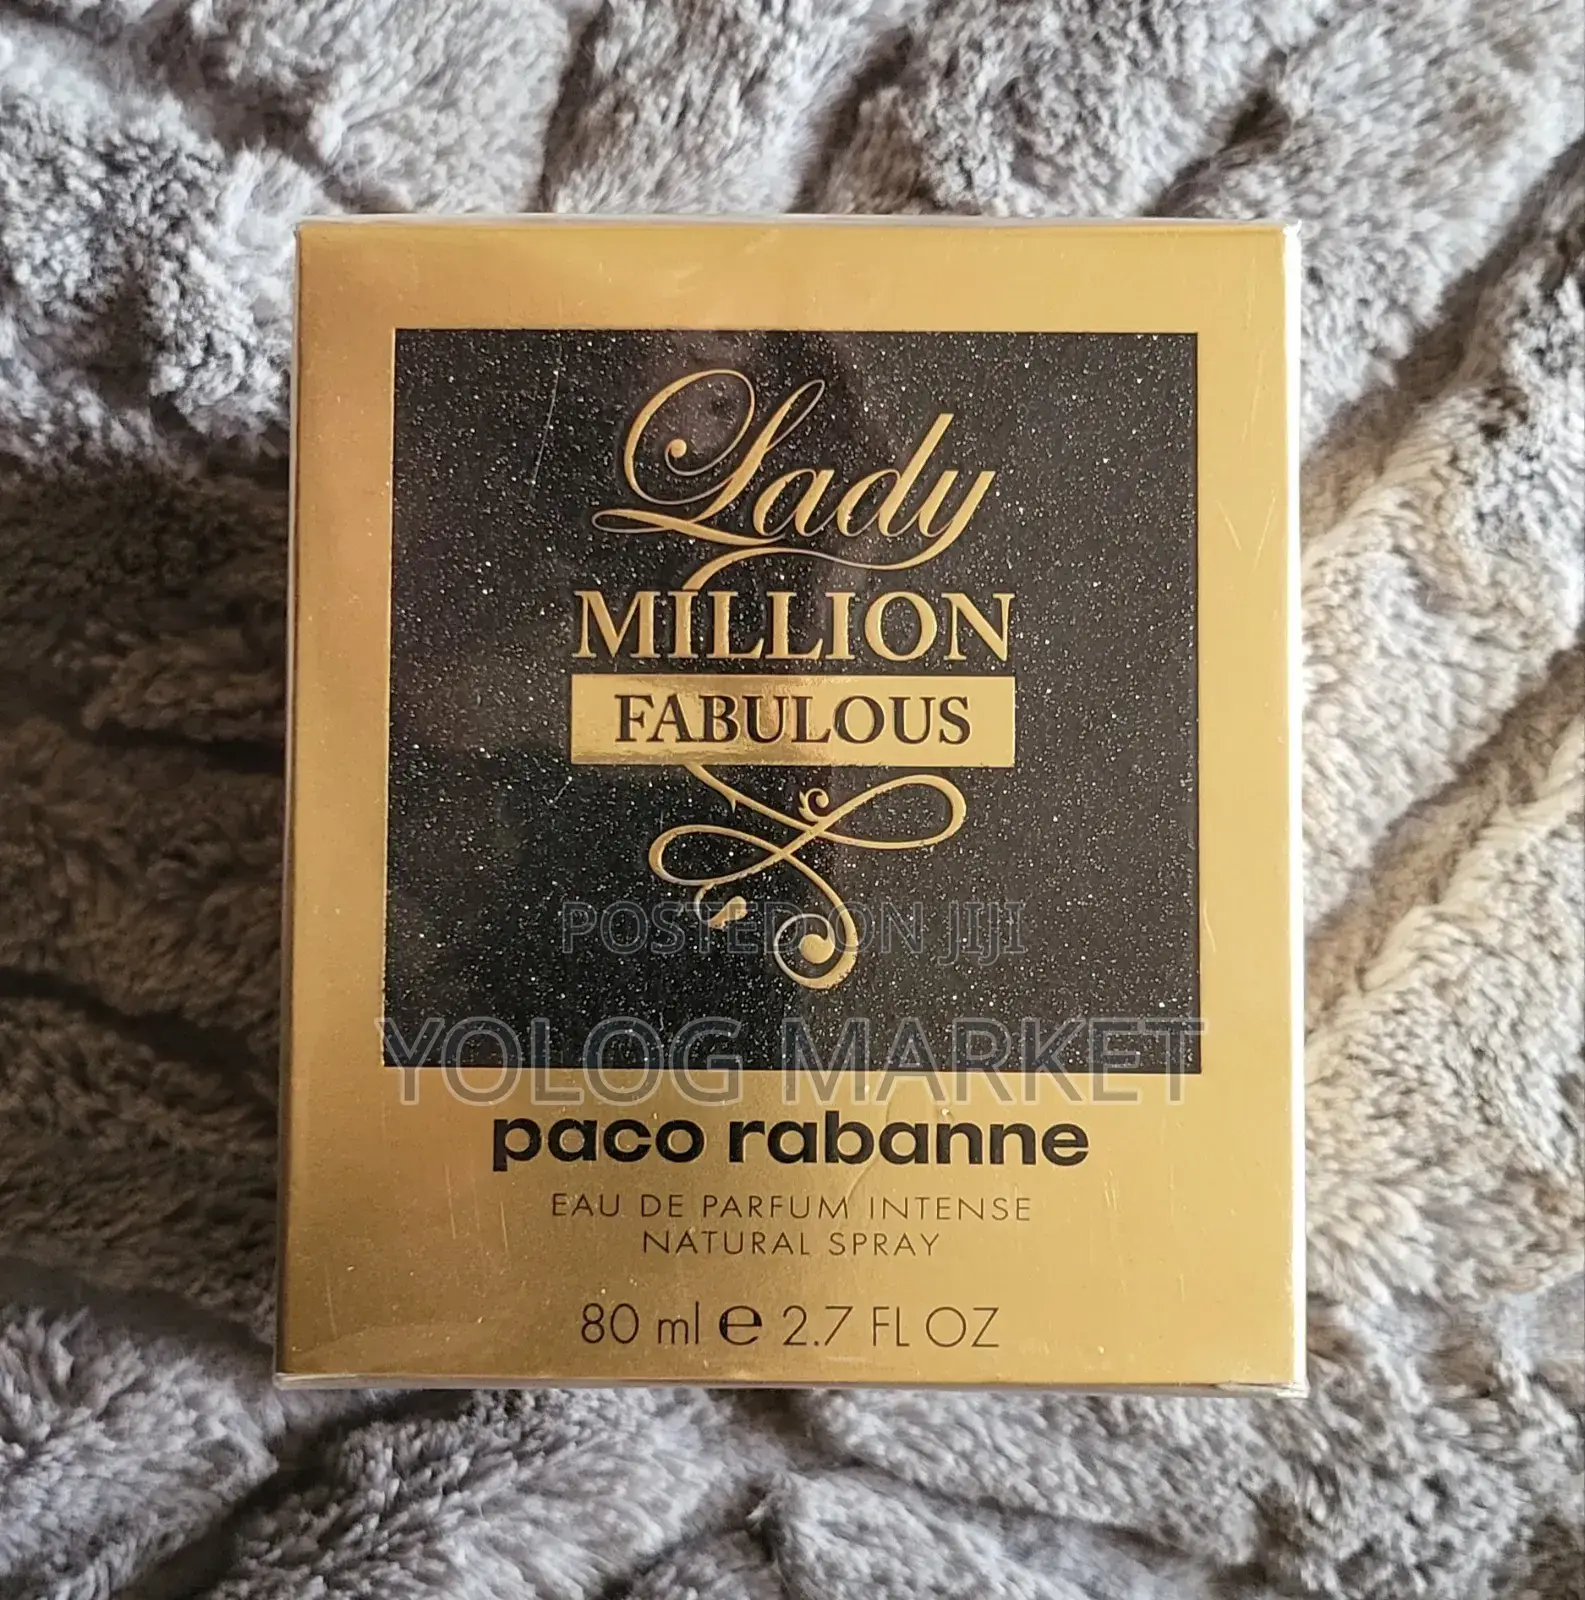 Lady
MILLION
FABULOUS
POSTED ON JIJI
YOLOG MARKET
paco rabanne
EAU DE PARFUM INTENSE
NATURAL SPRAY
80 ml ℮ 2.7 FL OZ